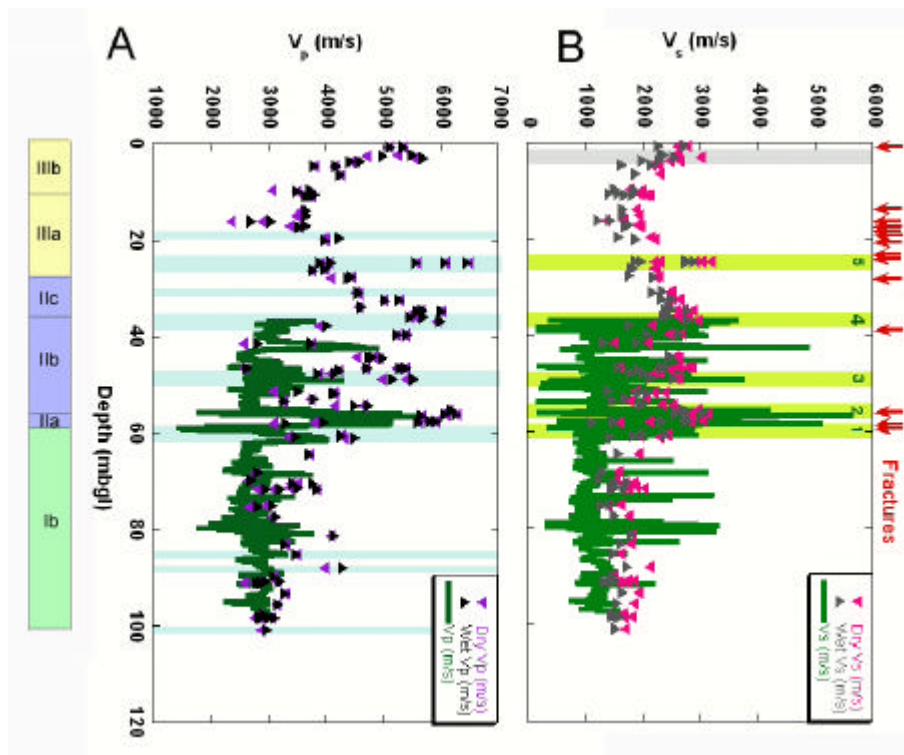 A
V_p (m/s)
1000
2000
3000
4000
5000
6000
7000
B
V_s (m/s)
0
1000
2000
3000
4000
5000
6000
0
20
40
60
80
100
120
Depth (mbgl)
IIIb
IIIa
IIc
IIb
IIa
Ib
5
4
3
2
1
Fractures
Dry Vp (m/s)
Wet Vp (m/s)
Vp (m/s)
Dry Vs (m/s)
Wet Vs (m/s)
Vs (m/s)